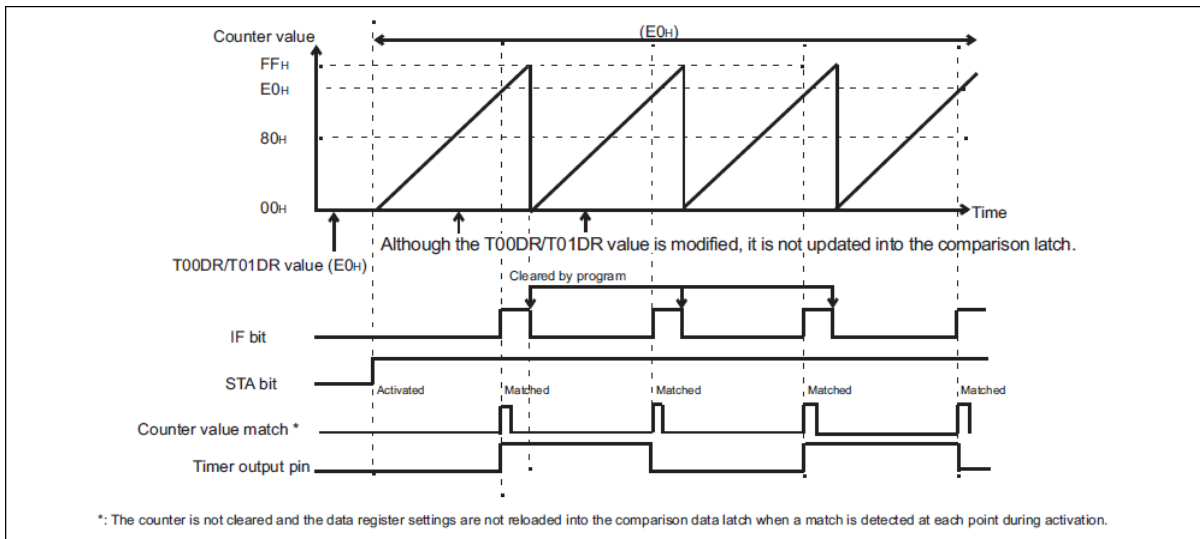 (E0H)
Counter value
FFH
E0H
80H
00H
Time
Although the T00DR/T01DR value is modified, it is not updated into the comparison latch.
T00DR/T01DR value (E0H)
Cleared by program
IF bit
STA bit
Activated Matched Matched Matched Matched
Counter value match *
Timer output pin
*: The counter is not cleared and the data register settings are not reloaded into the comparison data latch when a match is detected at each point during activation.